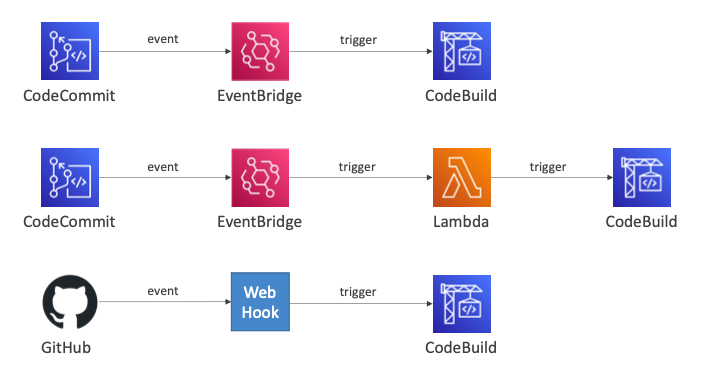 event
trigger
CodeCommit
EventBridge
CodeBuild
event
trigger
trigger
CodeCommit
EventBridge
Lambda
CodeBuild
event
Web
Hook
trigger
GitHub
CodeBuild